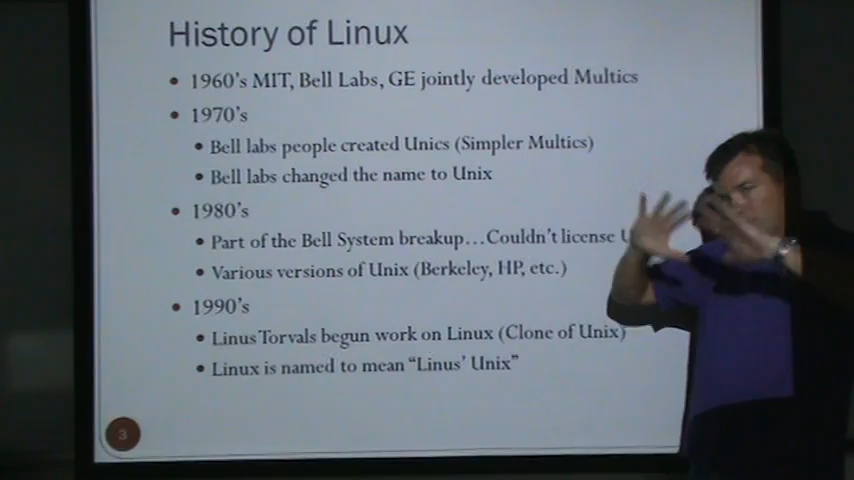 History of Linux
• 1960's MIT, Bell Labs, GE jointly developed Multics
• 1970's
• Bell labs people created Unics (Simpler Multics)
• Bell labs changed the name to Unix
• 1980's
• Part of the Bell System breakup…Couldn't license
• Various versions of Unix (Berkeley, HP, etc.)
• 1990's
• Linus Torvals begun work on Linux (Clone of Unix)
• Linux is named to mean “Linus' Unix”
3